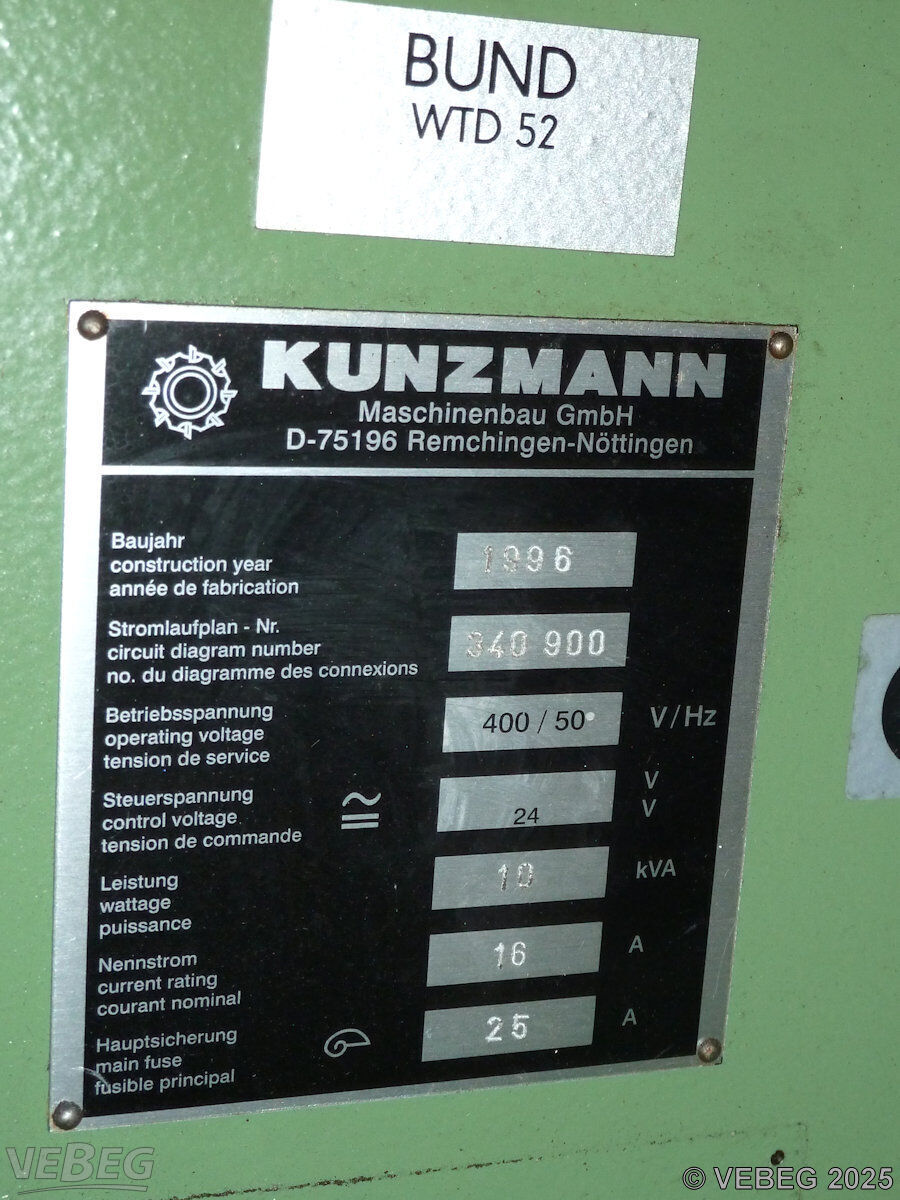 BUND
WTD 52
KUNZMANN
Maschinenbau GmbH
D-75196 Remchingen-Nöttingen
Baujahr
construction year
année de fabrication
1996
Stromlaufplan - Nr.
circuit diagram number
no. du diagramme des connexions
340 900
Betriebsspannung
operating voltage
tension de service
400 / 50 V/Hz
Steuerspannung
control voltage
tension de commande
V
24 V
Leistung
wattage
puissance
10 kVA
Nennstrom
current rating
courant nominal
16 A
Hauptsicherung
main fuse
fusible principal
25 A
VEBEG
© VEBEG 2025